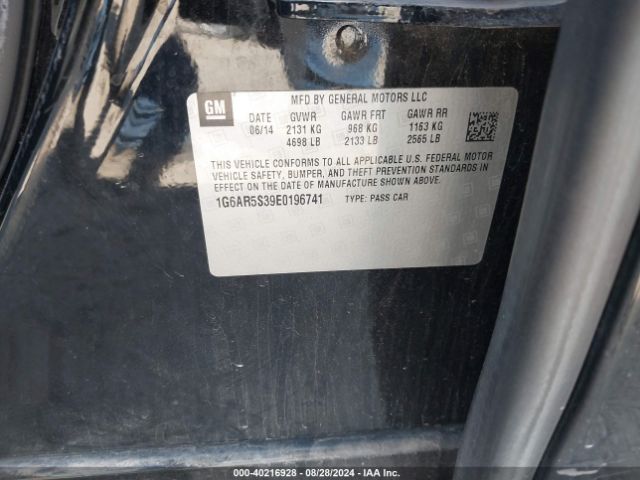 GM
MFD BY GENERAL MOTORS LLC
DATE GVWR GAWR FRT GAWR RR
06/14 2131 KG 968 KG 1163 KG
4698 LB 2133 LB 2565 LB
THIS VEHICLE CONFORMS TO ALL APPLICABLE U.S. FEDERAL MOTOR
VEHICLE SAFETY, BUMPER, AND THEFT PREVENTION STANDARDS IN
EFFECT ON THE DATE OF MANUFACTURE SHOWN ABOVE.
1G6AR5S39E0196741 TYPE: PASS CAR
000-40216928 - 08/28/2024 - IAA Inc.